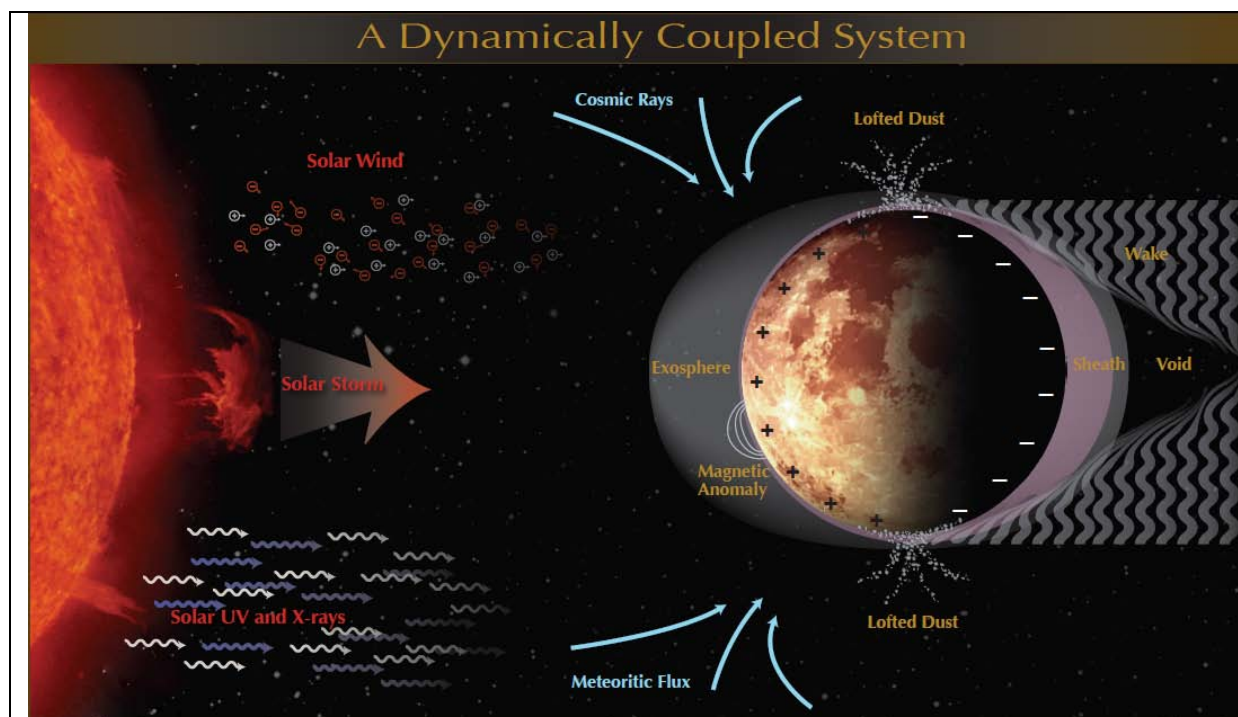 A Dynamically Coupled System
Cosmic Rays
Lofted Dust
Solar Wind
Wake
Exosphere
Sheath
Void
Solar Storm
Magnetic
Anomaly
Solar UV and X-rays
Lofted Dust
Meteoritic Flux